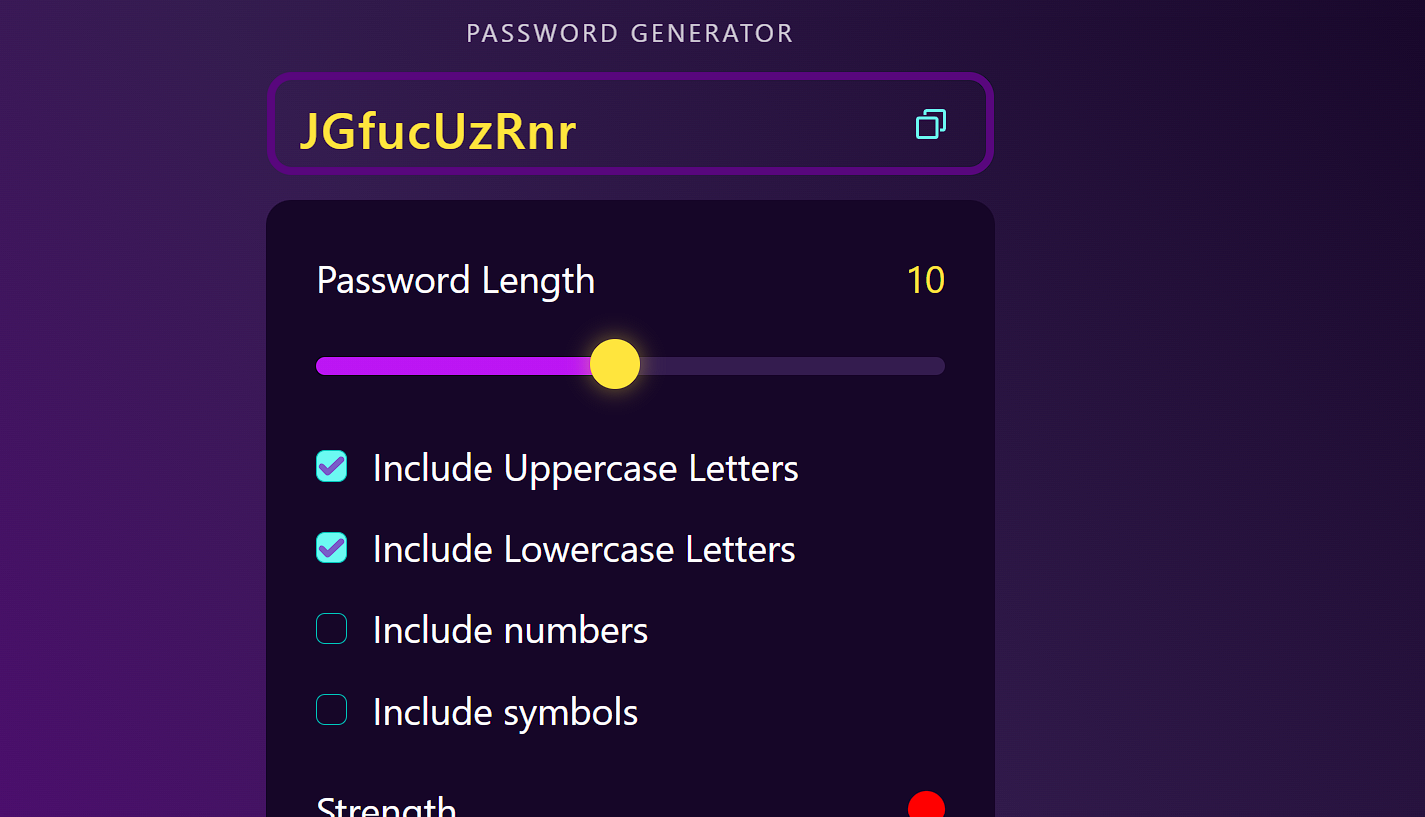 PASSWORD GENERATOR
JGfucUzRnr
Password Length 10
Include Uppercase Letters
Include Lowercase Letters
Include numbers
Include symbols
Strength